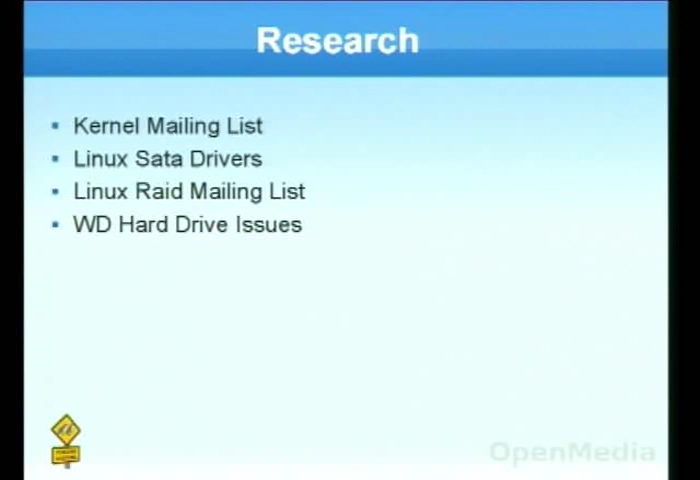 Research
Kernel Mailing List
Linux Sata Drivers
Linux Raid Mailing List
WD Hard Drive Issues
OpenMedia